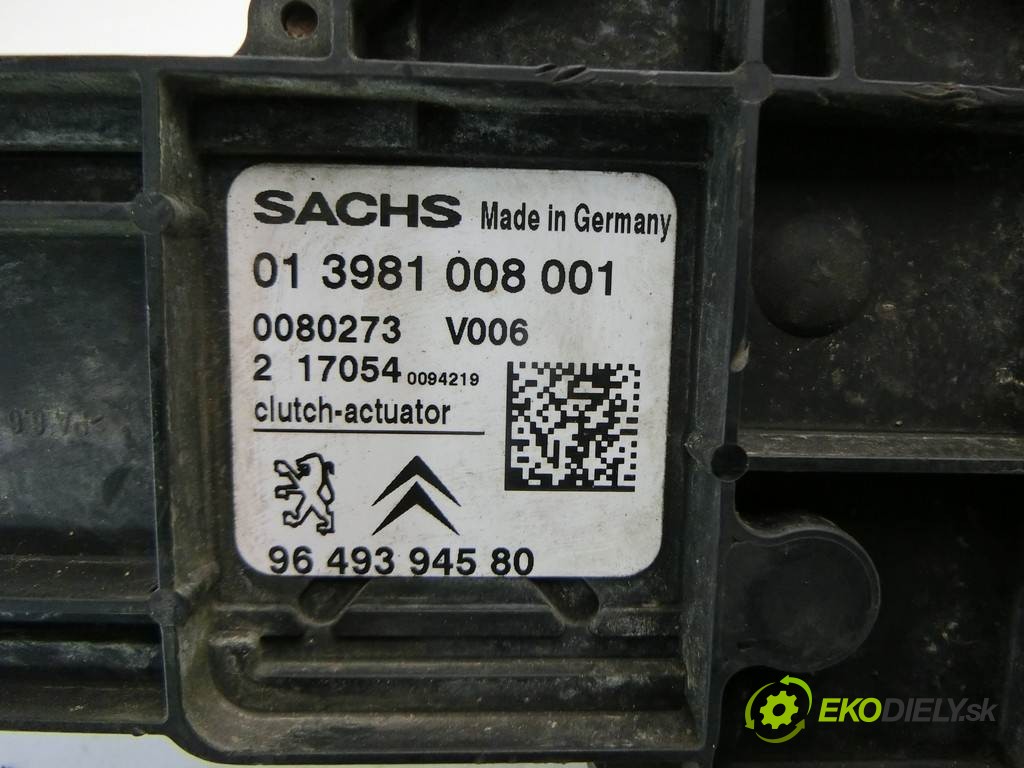 SACHS Made in Germany
01 3981 008 001
0080273 V006
2 17054 0094219
clutch-actuator
96 493 945 80
EKODIELY.sk